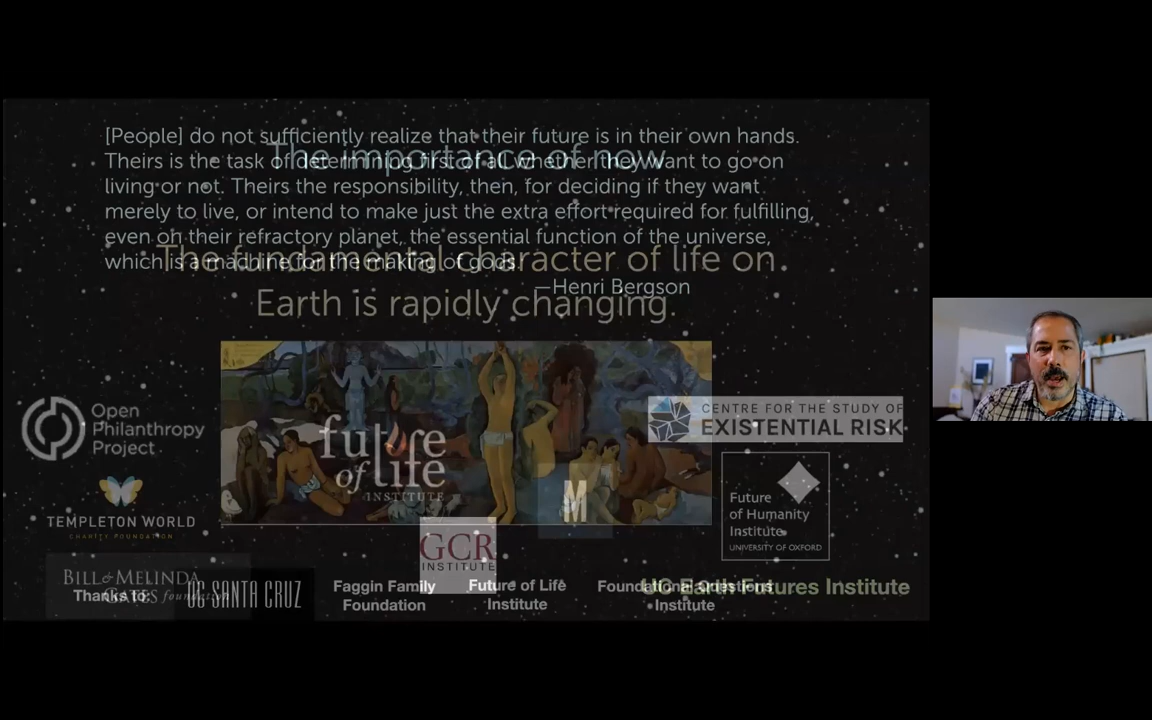 [People] do not sufficiently realize that their future is in their own hands.
The importance of now
Theirs is the task of determining first of all whether they want to go on
living or not. Theirs the responsibility, then, for deciding if they want
merely to live, or intend to make just the extra effort required for fulfilling,
even on their refractory planet, the essential function of the universe,
which is a machine for the making of gods.
—Henri Bergson
The fundamental character of life on
Earth is rapidly changing.
Open
Philanthropy
Project
CENTRE FOR THE STUDY OF
EXISTENTIAL RISK
future
of life
INSTITUTE
M
TEMPLETON WORLD
CHARITY FOUNDATION
Future
of Humanity
Institute
UNIVERSITY OF OXFORD
GCR
INSTITUTE
BILL & MELINDA
GATES foundation
Thanks to:
UC SANTA CRUZ
Faggin Family
Foundation
Future of Life
Institute
Foundational Questions
Institute
UC Earth Futures Institute